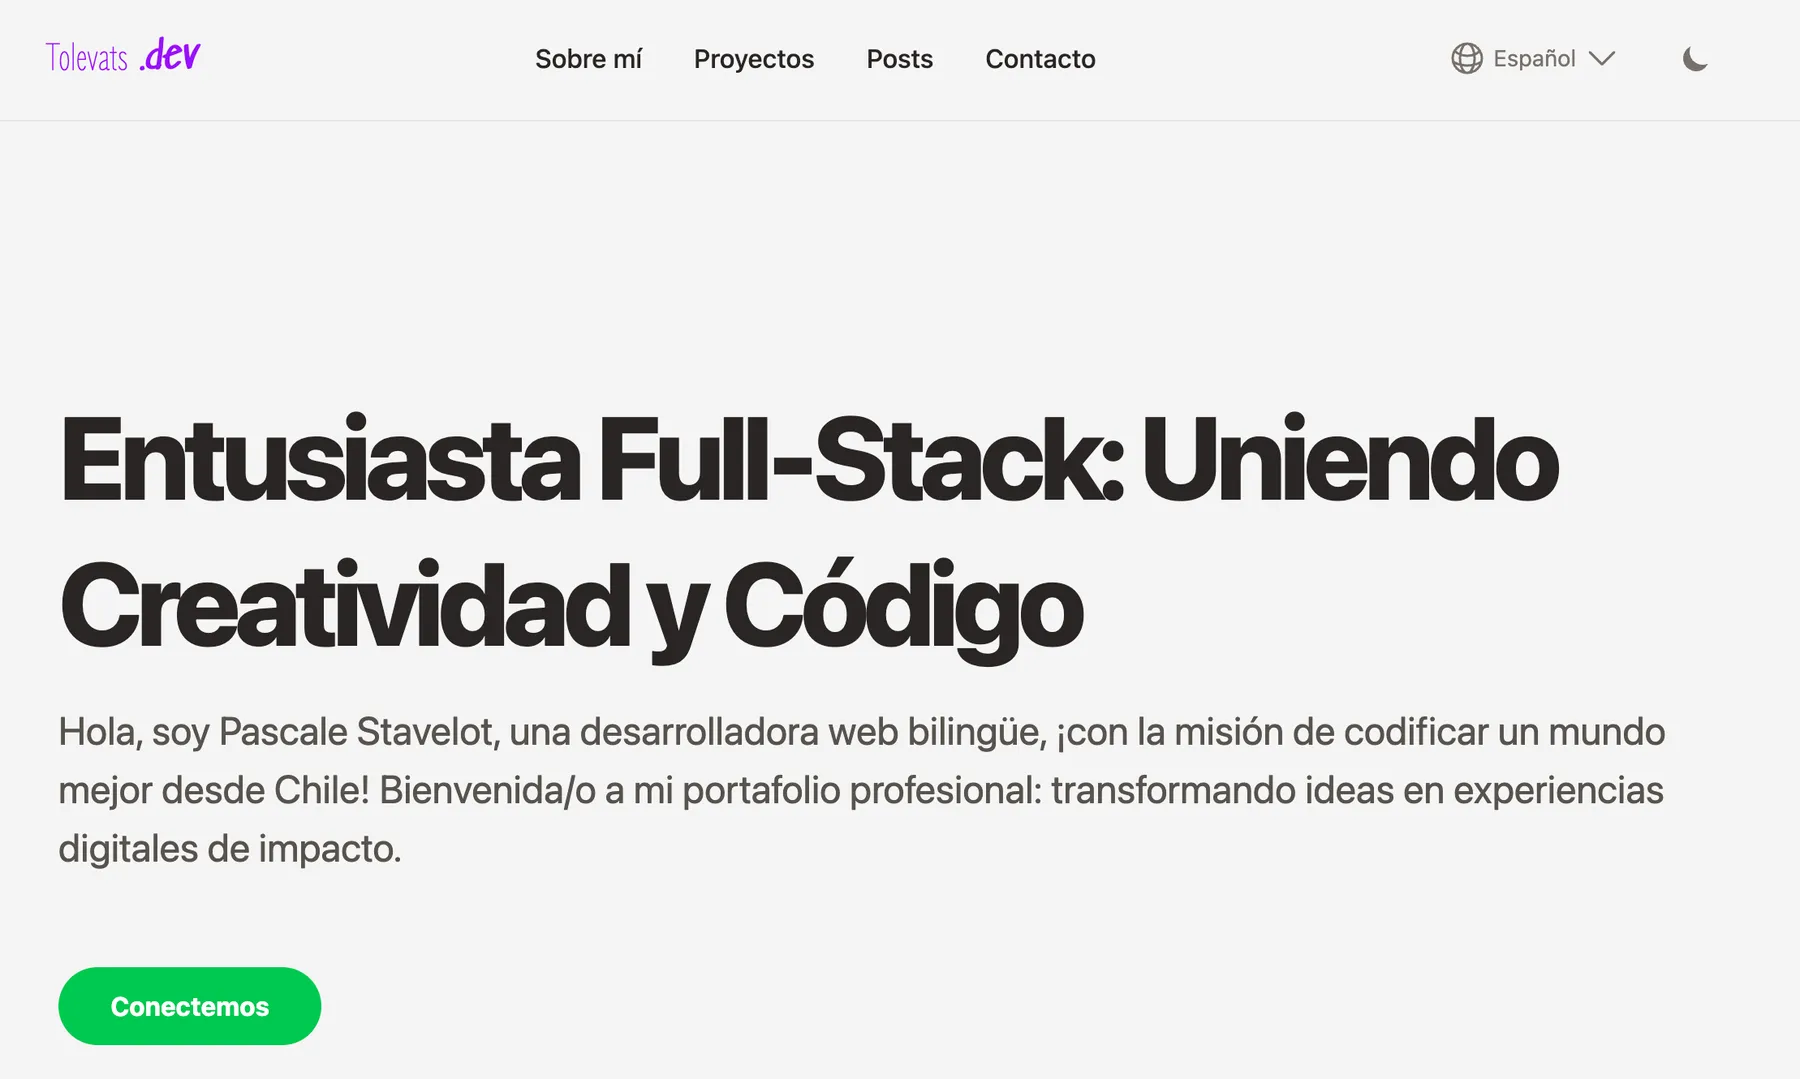 Tolevats .dev
Sobre mí
Proyectos
Posts
Contacto
Español
Entusiasta Full-Stack: Uniendo
Creatividad y Código
Hola, soy Pascale Stavelot, una desarrolladora web bilingüe, ¡con la misión de codificar un mundo
mejor desde Chile! Bienvenida/o a mi portafolio profesional: transformando ideas en experiencias
digitales de impacto.
Conectemos